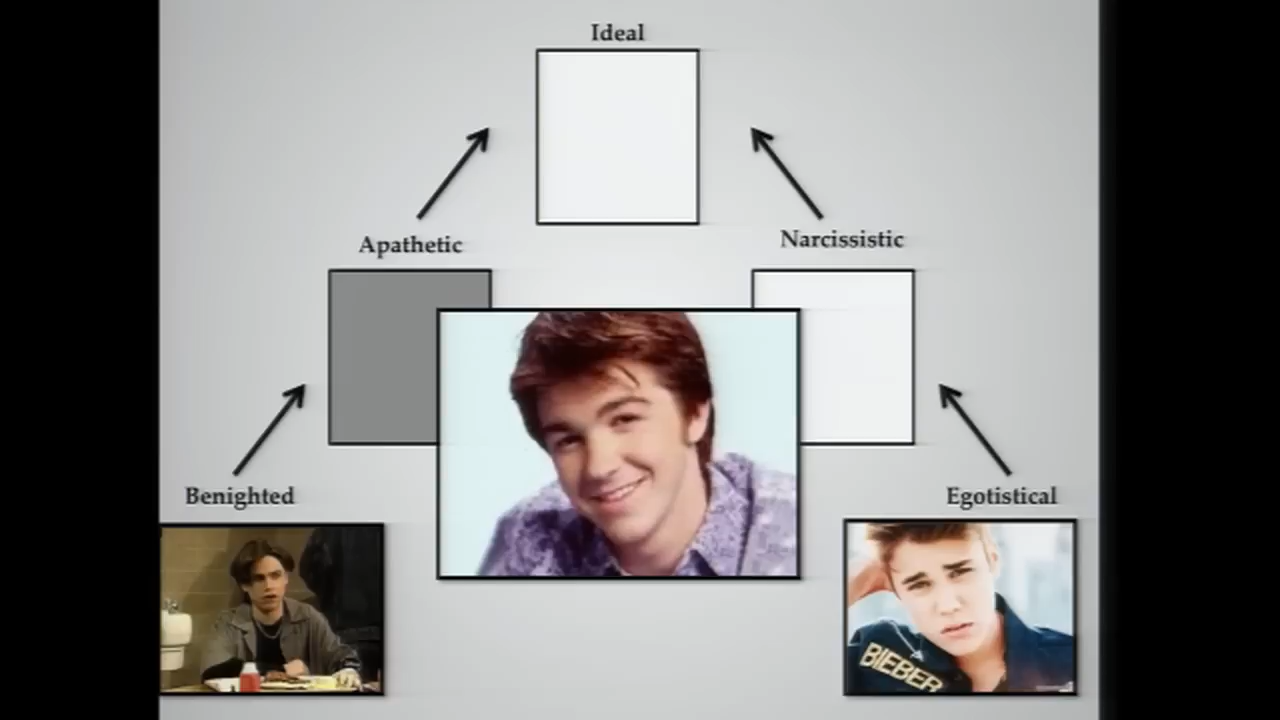 Ideal
Apathetic
Narcissistic
Benighted
Egotistical
BIEBER